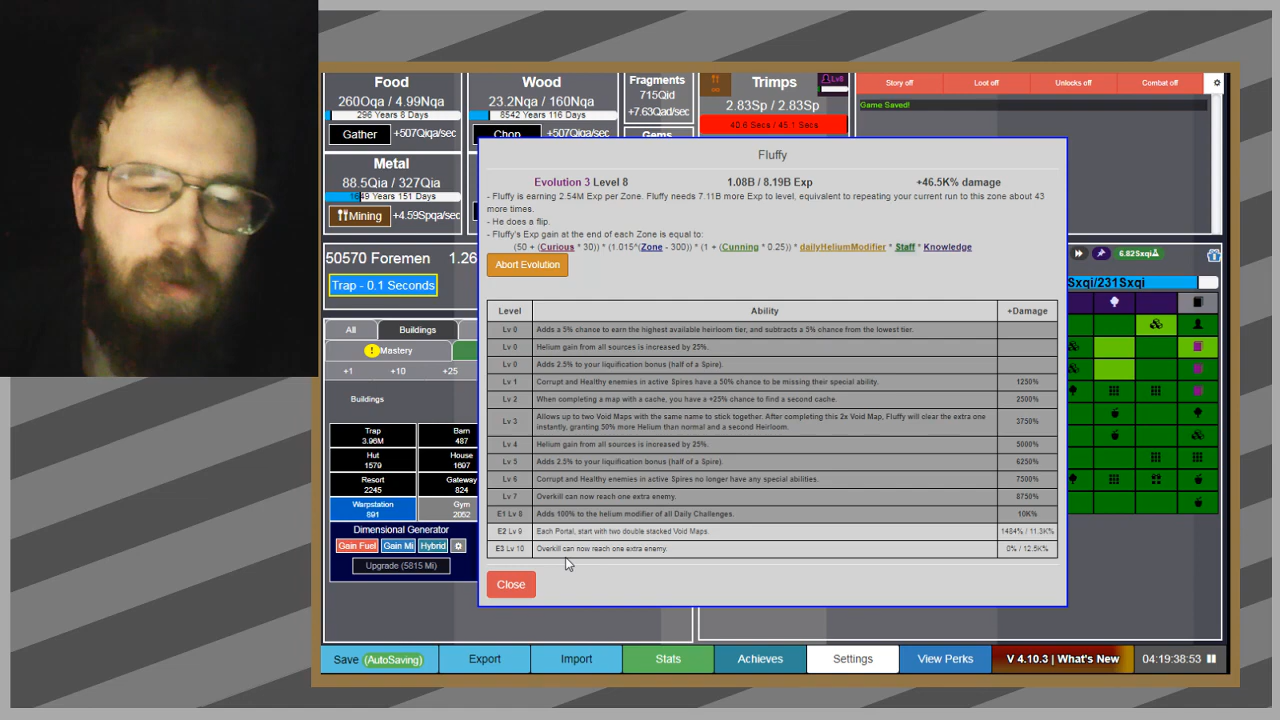 Food
260Oqa / 4.99Nqa
296 Years 8 Days
Gather
+507Qiqa/sec
Wood
23.2Nqa / 160Nqa
8542 Years 116 Days
Chop
+507Qiqa/sec
Fragments
715Qid
+7.63Qad/sec
Gems
Trimps
2.83Sp / 2.83Sp
40.6 Secs / 45.1 Secs
Story off
Loot off
Unlocks off
Combat off
Game Saved!
Metal
88.5Qia / 327Qia
49 Years 151 Days
Mining
+4.59Spqa/sec
50570 Foremen
1.26
Trap - 0.1 Seconds
All
Buildings
Mastery
+1
+10
+25
Buildings
Trap
3.96M
Barn
487
Hut
1579
House
1697
Resort
2245
Gateway
824
Warpstation
891
Gym
2052
Dimensional Generator
Gain Fuel
Gain Mi
Hybrid
Upgrade (5815 Mi)
6.82Sxqi
Sxqi/231Sxqi
Fluffy
Evolution 3 Level 8
1.08B / 8.19B Exp
+46.5K% damage
- Fluffy is earning 2.54M Exp per Zone. Fluffy needs 7.11B more Exp to level, equivalent to repeating your current run to this zone about 43
more times.
- He does a flip.
- Fluffy's Exp gain at the end of each Zone is equal to:
(50 + (Curious * 30)) * (1.015^(Zone - 300)) * (1 + (Cunning * 0.25)) * dailyHeliumModifier * Staff * Knowledge
Abort Evolution
Level Ability +Damage
Lv 0 Adds a 5% chance to earn the highest available heirloom tier, and subtracts a 5% chance from the lowest tier.
Lv 0 Helium gain from all sources is increased by 25%.
Lv 0 Adds 2.5% to your liquification bonus (half of a Spire).
Lv 1 Corrupt and Healthy enemies in active Spires have a 50% chance to be missing their special ability. 1250%
Lv 2 When completing a map with a cache, you have a +25% chance to find a second cache. 2500%
Lv 3 Allows up to two Void Maps with the same name to stick together. After completing this 2x Void Map, Fluffy will clear the extra one 3750%
instantly, granting 50% more Helium than normal and a second Heirloom.
Lv 4 Helium gain from all sources is increased by 25%. 5000%
Lv 5 Adds 2.5% to your liquification bonus (half of a Spire). 6250%
Lv 6 Corrupt and Healthy enemies in active Spires no longer have any special abilities. 7500%
Lv 7 Overkill can now reach one extra enemy. 8750%
E1 Lv 8 Adds 100% to the helium modifier of all Daily Challenges. 10K%
E2 Lv 9 Each Portal, start with two double stacked Void Maps. 1484% / 11.3K%
E3 Lv 10 Overkill can now reach one extra enemy. 0% / 12.5K%
Close
Save (AutoSaving)
Export
Import
Stats
Achieves
Settings
View Perks
V 4.10.3 | What's New
04:19:38:53